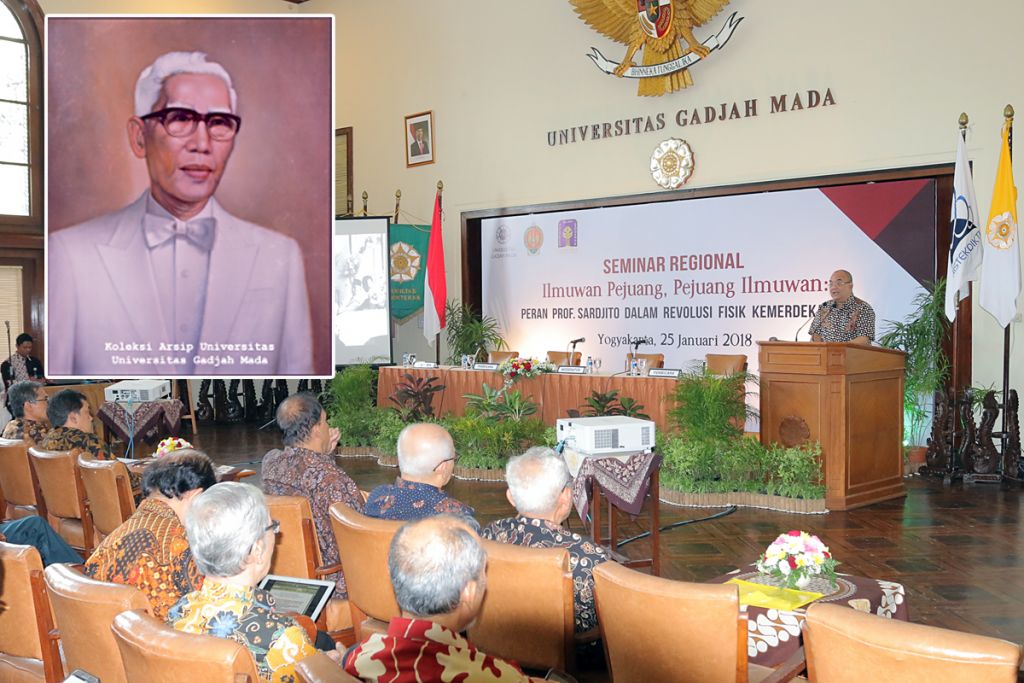 BHINNEKA TUNGGAL IKA
UNIVERSITAS GADJAH MADA
Koleksi Arsip Universitas
Universitas Gadjah Mada
SEMINAR REGIONAL
Ilmuwan Pejuang, Pejuang Ilmuwan:
PERAN PROF. SARDJITO DALAM REVOLUSI FISIK KEMERDEKA
Yogyakarta, 25 Januari 2018